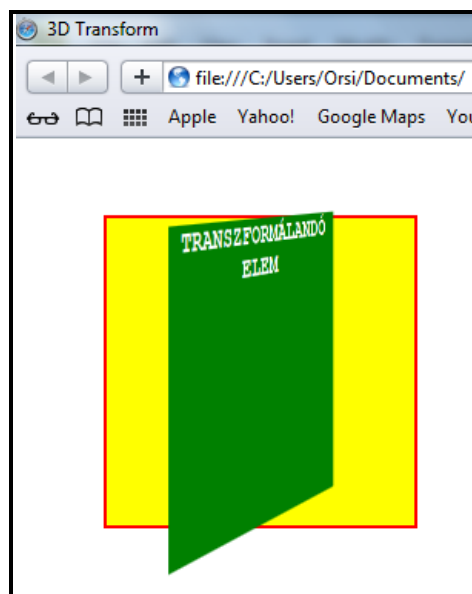 3D Transform
file:///C:/Users/Orsi/Documents/
Apple Yahoo! Google Maps You
TRANSZFORMÁLANDÓ
ELEM